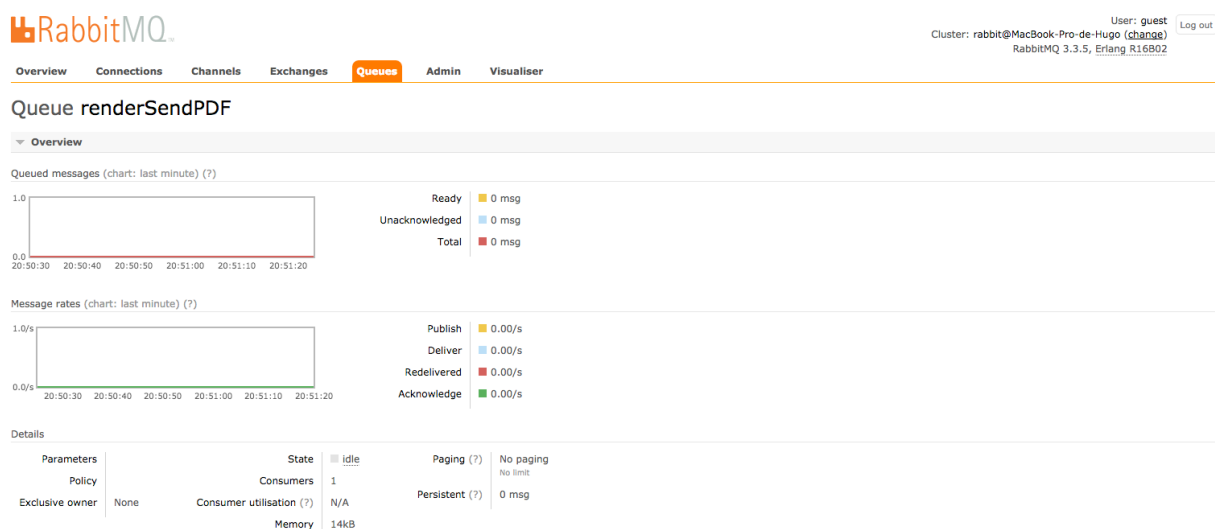 RabbitMQ
User: guest
Log out
Cluster: rabbit@MacBook-Pro-de-Hugo (change)
RabbitMQ 3.3.5, Erlang R16B02
Overview Connections Channels Exchanges Queues Admin Visualiser
Queue renderSendPDF
Overview
Queued messages (chart: last minute) (?)
1.0
0.0
20:50:30 20:50:40 20:50:50 20:51:00 20:51:10 20:51:20
Ready 0 msg
Unacknowledged 0 msg
Total 0 msg
Message rates (chart: last minute) (?)
1.0/s
0.0/s
20:50:30 20:50:40 20:50:50 20:51:00 20:51:10 20:51:20
Publish 0.00/s
Deliver 0.00/s
Redelivered 0.00/s
Acknowledge 0.00/s
Details
Parameters
Policy
Exclusive owner None
State idle
Consumers 1
Consumer utilisation (?) N/A
Memory 14kB
Paging (?) No paging
No limit
Persistent (?) 0 msg